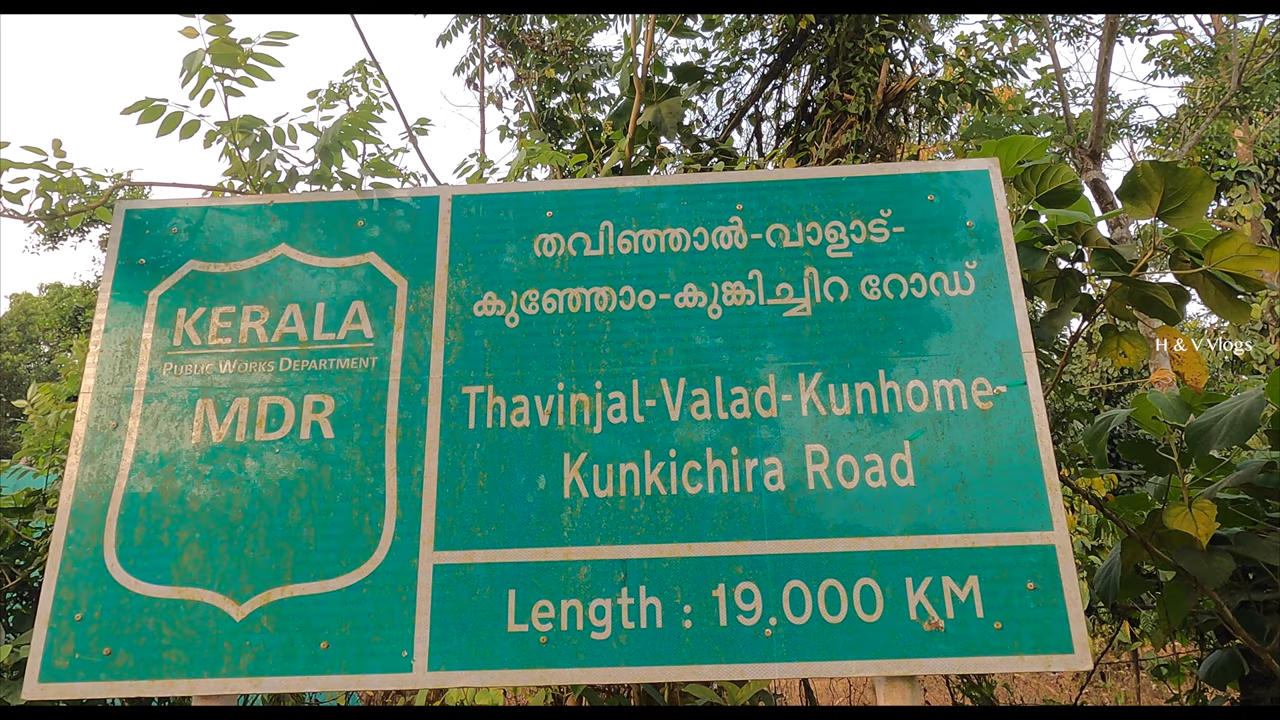 KERALA
PUBLIC WORKS DEPARTMENT
MDR
തവിഞ്ഞാൽ-വാളാട്-
കുഞ്ഞോം-കുങ്കിച്ചിറ റോഡ്
Thavinjal-Valad-Kunhome-
Kunkichira Road
Length : 19.000 KM
H & V Vlogs